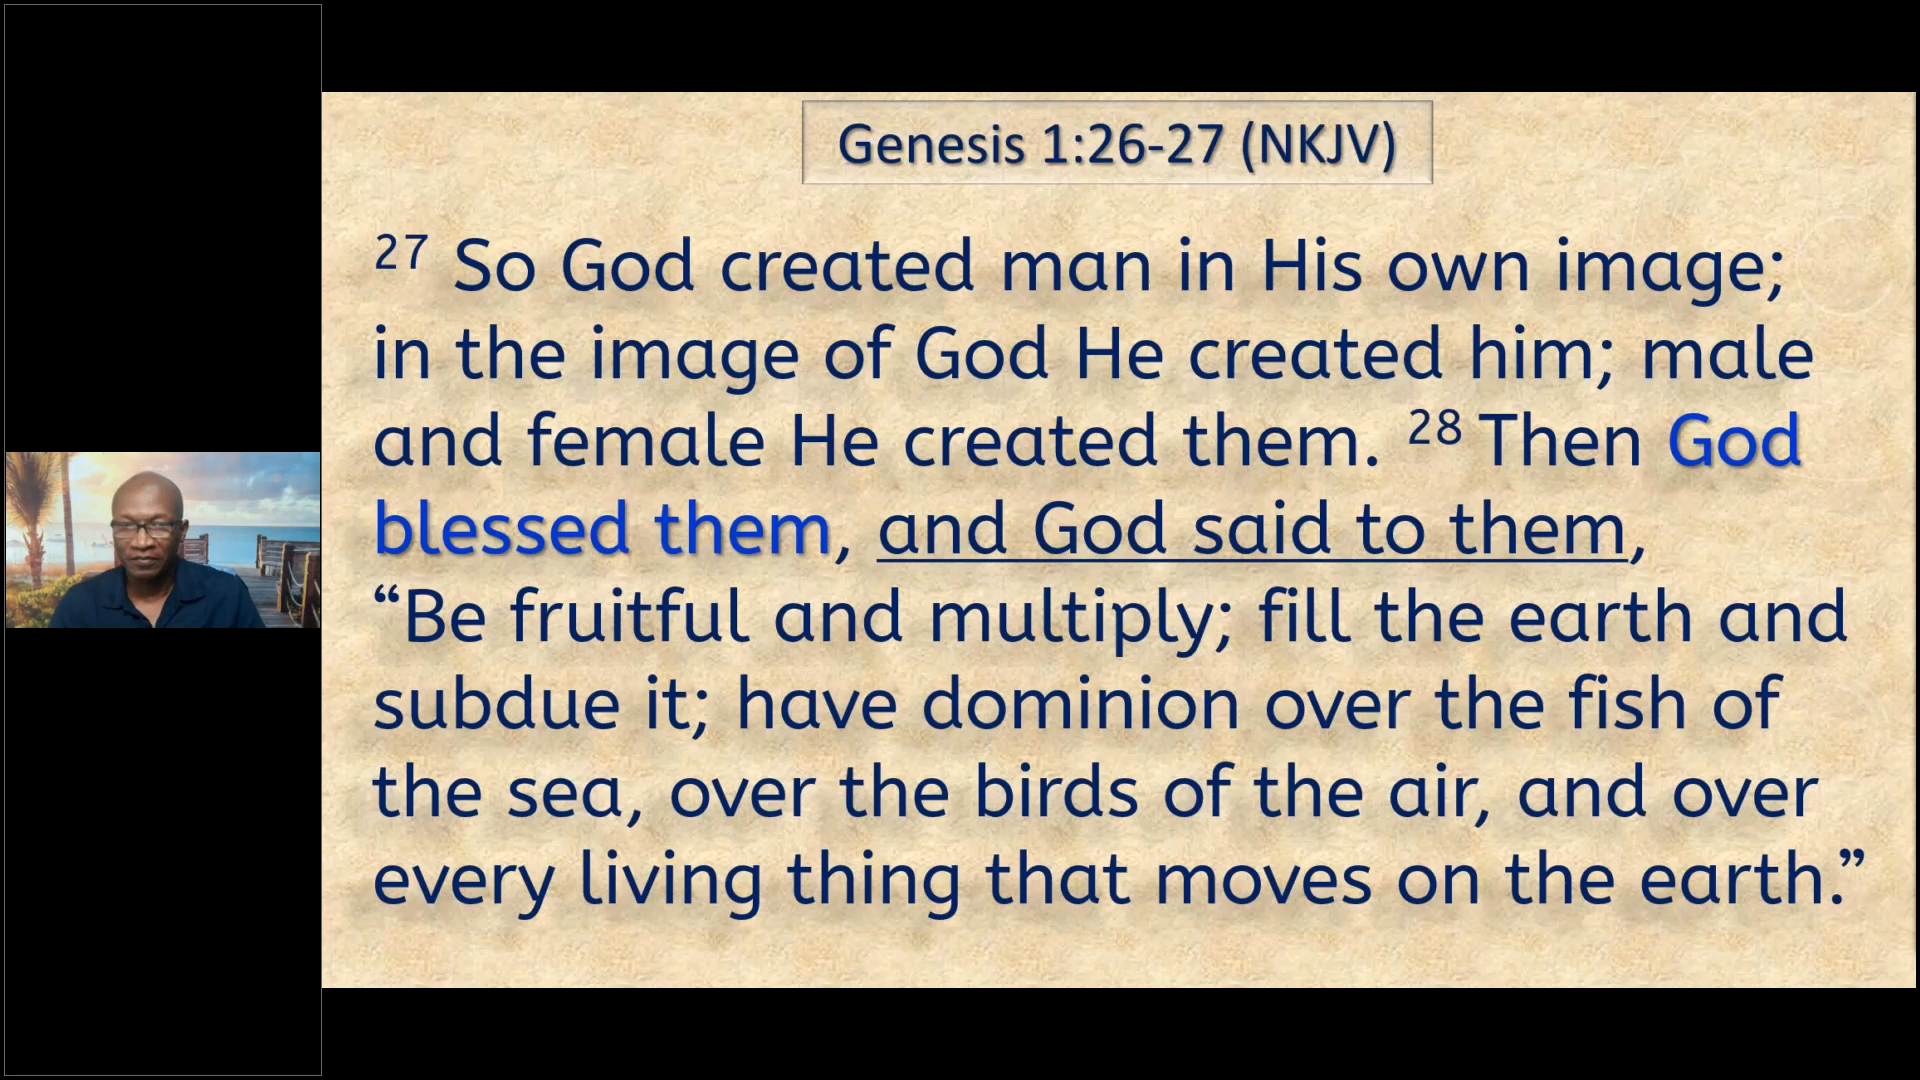 Genesis 1:26-27 (NKJV)
27 So God created man in His own image;
in the image of God He created him; male
and female He created them. 28 Then God
blessed them, and God said to them,
“Be fruitful and multiply; fill the earth and
subdue it; have dominion over the fish of
the sea, over the birds of the air, and over
every living thing that moves on the earth.”